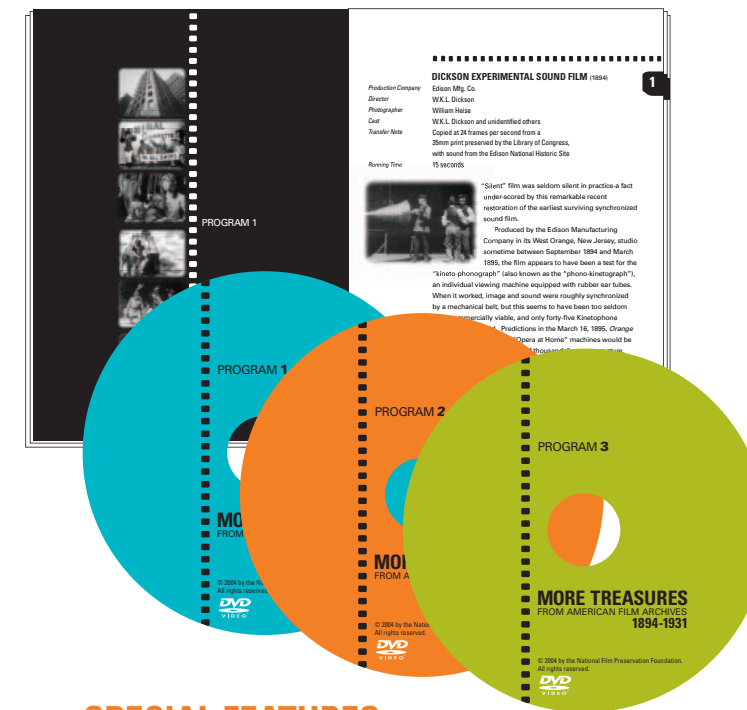 DICKSON EXPERIMENTAL SOUND FILM (1894)
1
Production Company Edison Mfg. Co.
Director W.K.L. Dickson
Photographer William Heise
Cast W.K.L. Dickson and unidentified others
Transfer Note Copied at 24 frames per second from a
35mm print preserved by the Library of Congress,
with sound from the Edison National Historic Site
Running Time 15 seconds
"Silent" film was seldom silent in practice-a fact
under-scored by this remarkable recent
restoration of the earliest surviving synchronized
sound film.
Produced by the Edison Manufacturing
Company in its West Orange, New Jersey, studio
sometime between September 1894 and March
1895, the film appears to have been a test for the
"kineto-phonograph" (also known as the "phono-kinetograph"),
an individual viewing machine equipped with rubber ear tubes.
When it worked, image and sound were roughly synchronized
by a mechanical belt, but this seems to have been too seldom
mercially viable, and only forty-five Kinetophone
Predictions in the March 16, 1895, Orange
"Opera at Home" machines would be
thousand
PROGRAM 1
PROGRAM 1
MO
FROM
© 2004 by the Na
All rights reserved
DVD
VIDEO
PROGRAM 2
MO
FROM A
© 2004 by the Natio
All rights reserved.
DVD
VIDEO
PROGRAM 3
MORE TREASURES
FROM AMERICAN FILM ARCHIVES
1894-1931
© 2004 by the National Film Preservation Foundation.
All rights reserved.
DVD
VIDEO
SPECIAL FEATURES